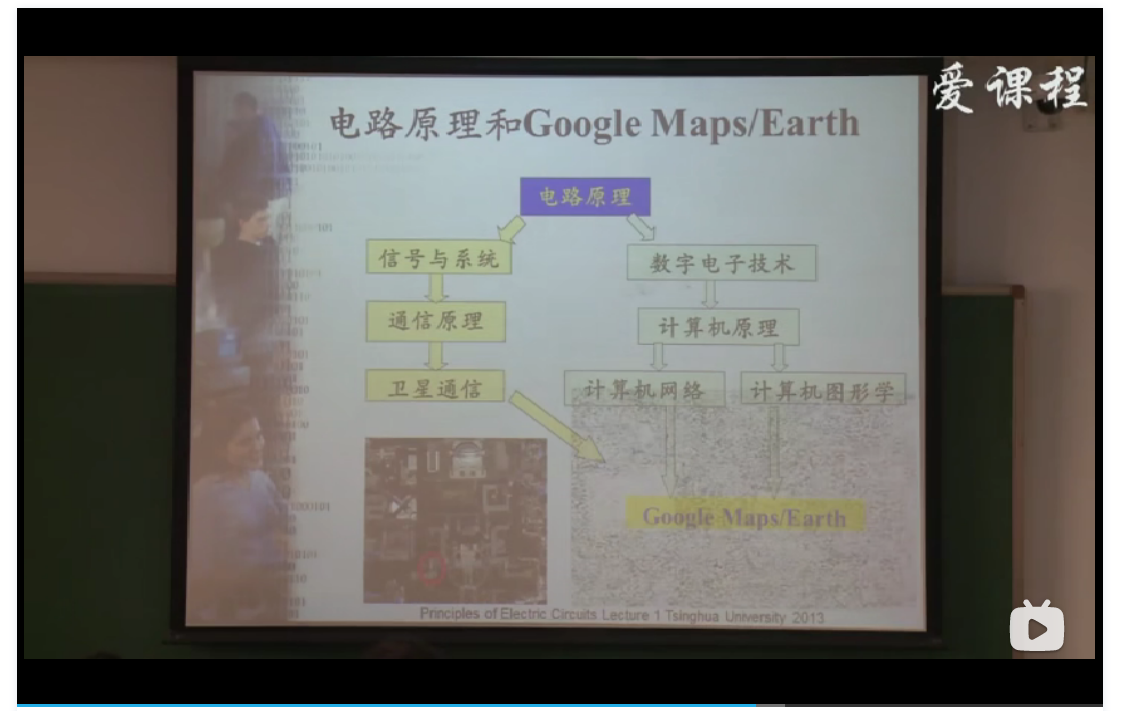 爱课程
电路原理和Google Maps/Earth
电路原理
信号与系统
数字电子技术
通信原理
计算机原理
卫星通信
计算机网络
计算机图形学
Google Maps/Earth
Principles of Electric Circuits Lecture 1 Tsinghua University 2013